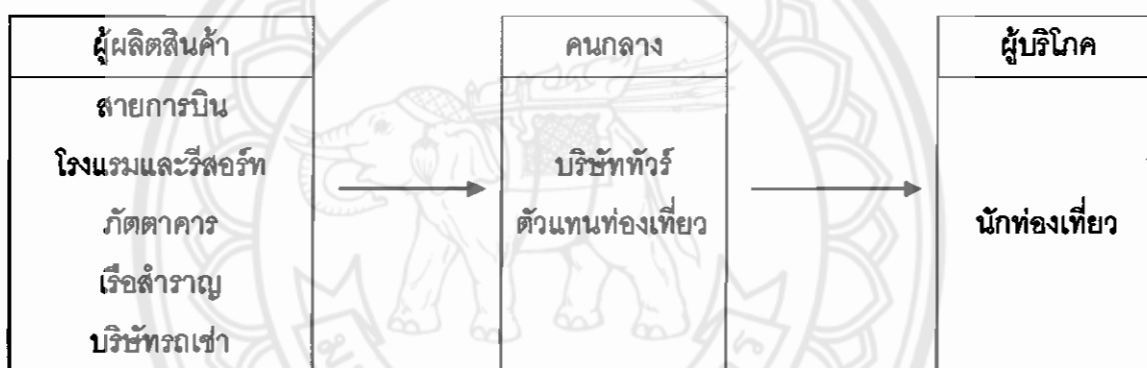 ผู้ผลิตสินค้า
สายการบิน
โรงแรมและรีสอร์ท
ภัตตาคาร
เรือสำราญ
บริษัทรถเช่า
คนกลาง
บริษัททัวร์
ตัวแทนท่องเที่ยว
ผู้บริโภค
นักท่องเที่ยว